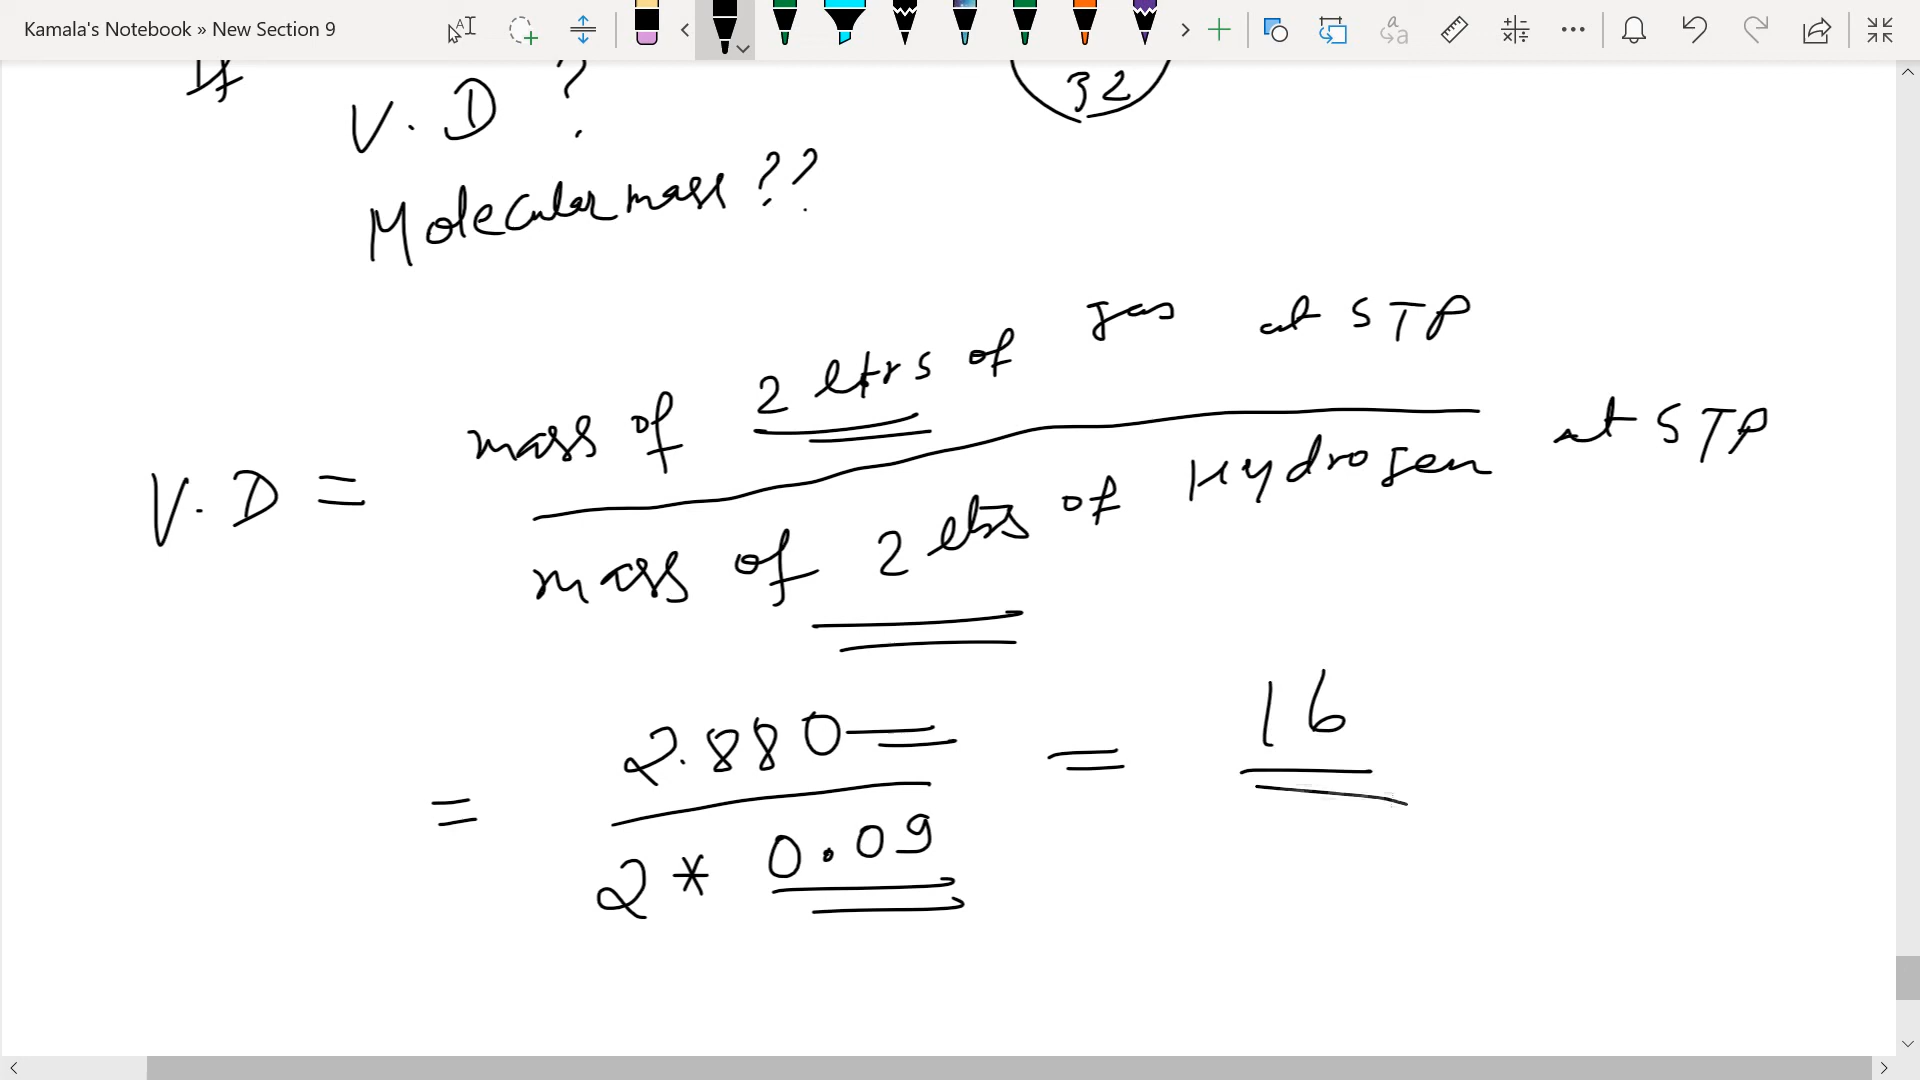 Kamala's Notebook » New Section 9
If
V.D ?
32
Molecular mass ??
V.D = mass of 2 ltrs of gas at STP
mass of 2 ltrs of Hydrogen at STP
= 2.880 = 16
2 * 0.09